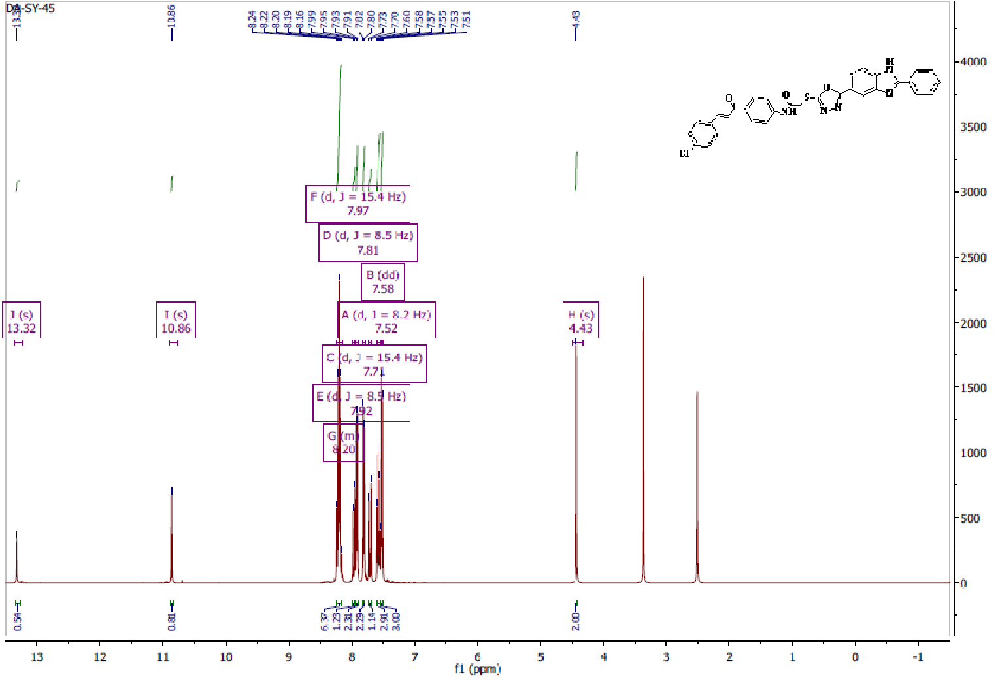 DA-SY-45
13.32
10.86
8.24
8.22
8.20
8.19
8.16
7.99
7.95
7.93
7.91
7.82
7.80
7.73
7.70
7.60
7.58
7.57
7.55
7.53
7.51
4.43
H
N
N
O
N
N
S
O
NH
O
Cl
F (d, J = 15.4 Hz)
7.97
D (d, J = 8.5 Hz)
7.81
B (dd)
7.58
J (s)
13.32
I (s)
10.86
A (d, J = 8.2 Hz)
7.52
H (s)
4.43
C (d, J = 15.4 Hz)
7.71
E (d, J = 8.5 Hz)
7.92
G (m)
8.20
4000
3500
3000
2500
2000
1500
1000
500
0
0.54
0.81
6.37
1.23
2.31
2.29
1.14
2.91
3.00
2.00
13 12 11 10 9 8 7 6 5 4 3 2 1 0 -1
f1 (ppm)